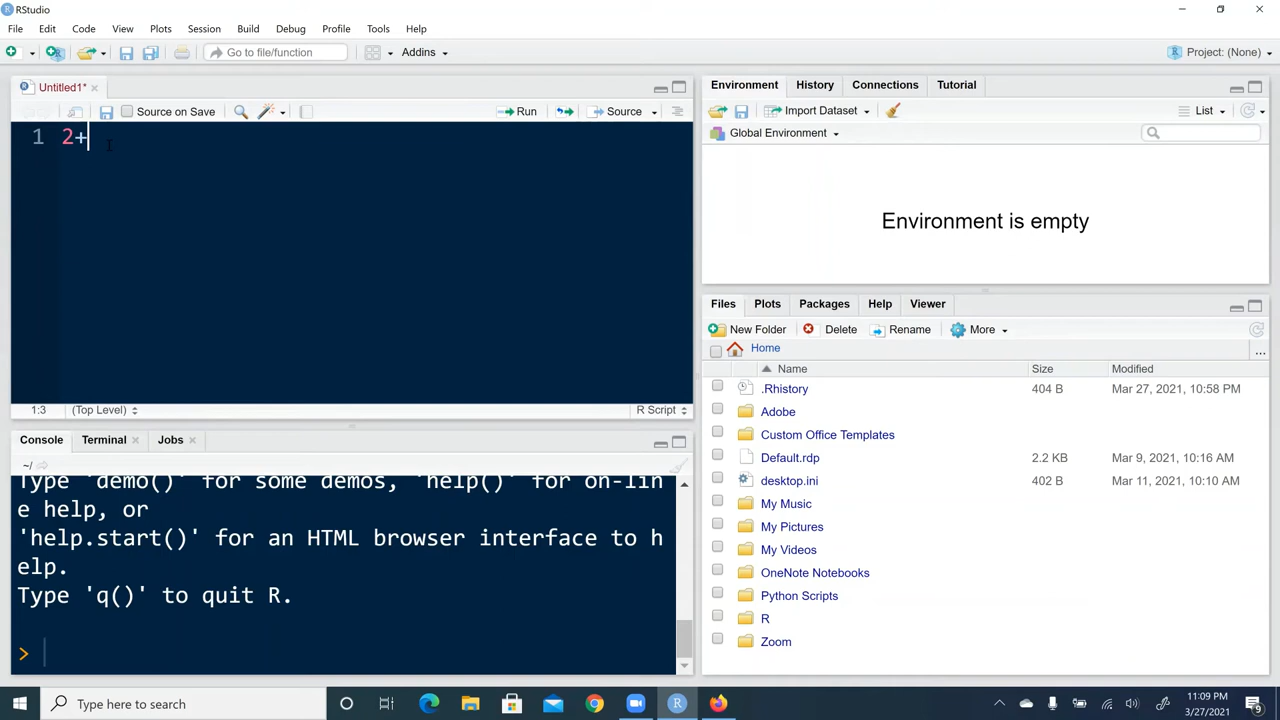 RStudio
File Edit Code View Plots Session Build Debug Profile Tools Help
Go to file/function Addins Project: (None)
Untitled1*
Source on Save Run Source
1 2+
1:3 (Top Level) R Script
Console Terminal Jobs
~/
Type 'demo()' for some demos, 'help()' for on-lin
e help, or
'help.start()' for an HTML browser interface to h
elp.
Type 'q()' to quit R.
>
Environment History Connections Tutorial
Import Dataset List
Global Environment
Environment is empty
Files Plots Packages Help Viewer
New Folder Delete Rename More
Home ...
Name Size Modified
.Rhistory 404 B Mar 27, 2021, 10:58 PM
Adobe
Custom Office Templates
Default.rdp 2.2 KB Mar 9, 2021, 10:16 AM
desktop.ini 402 B Mar 11, 2021, 10:10 AM
My Music
My Pictures
My Videos
OneNote Notebooks
Python Scripts
R
Zoom
Type here to search
11:09 PM
3/27/2021
9